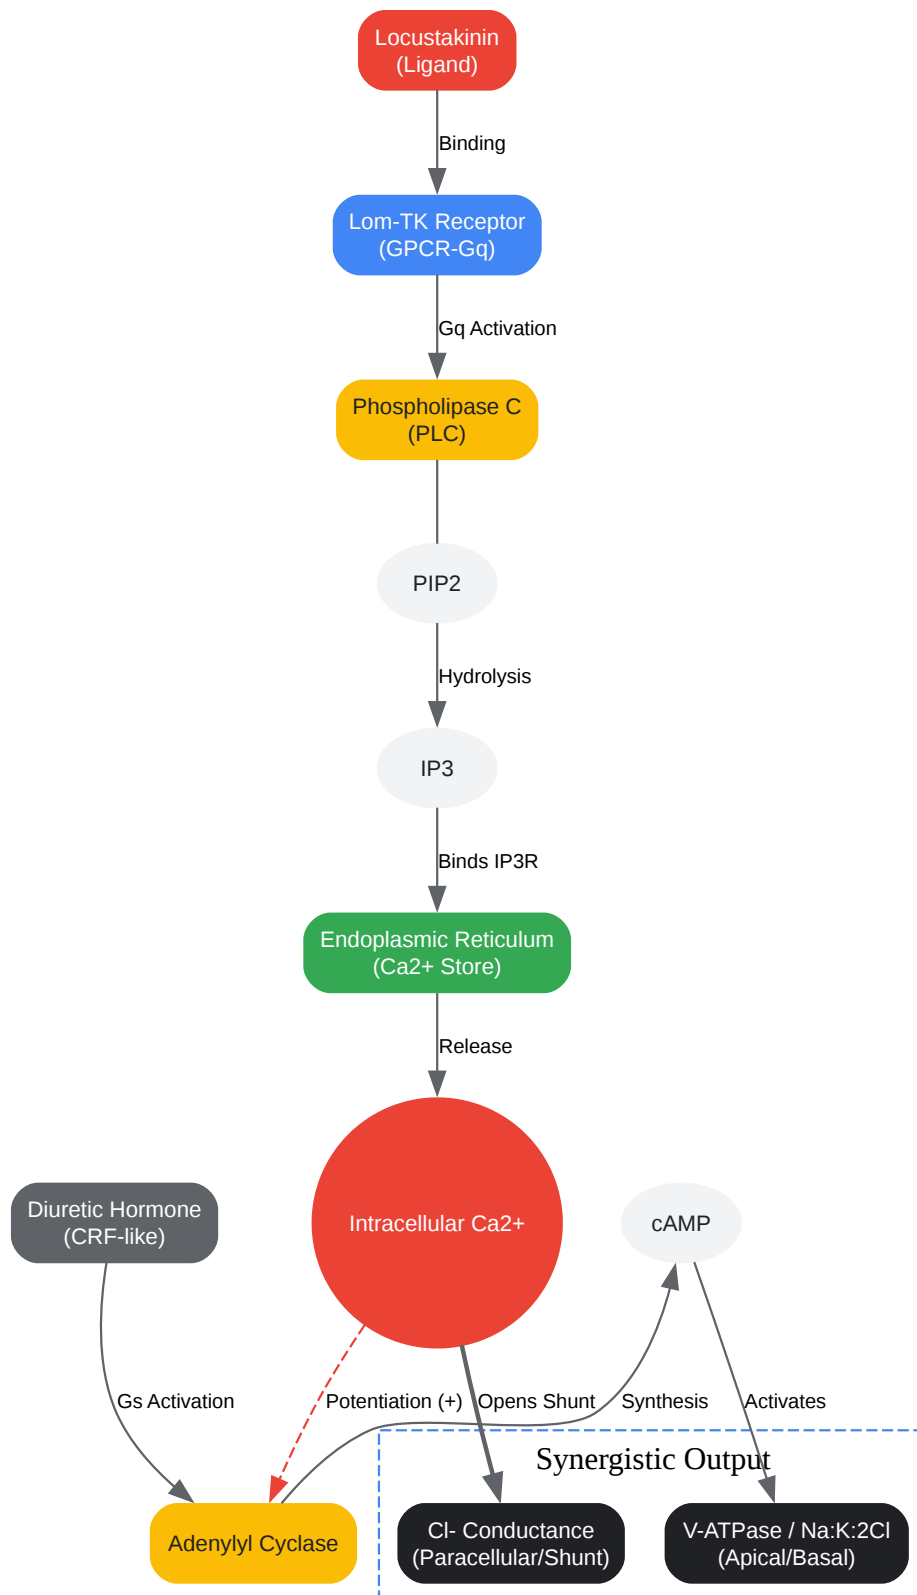 Locustakinin
(Ligand)
Binding
Lom-TK Receptor
(GPCR-Gq)
Gq Activation
Phospholipase C
(PLC)
PIP2
Hydrolysis
IP3
Binds IP3R
Endoplasmic Reticulum
(Ca2+ Store)
Release
Diuretic Hormone
(CRF-like)
Intracellular Ca2+
cAMP
Gs Activation
Potentiation (+)
Opens Shunt
Synthesis
Activates
Synergistic Output
Adenylyl Cyclase
Cl- Conductance
(Paracellular/Shunt)
V-ATPase / Na:K:2Cl
(Apical/Basal)